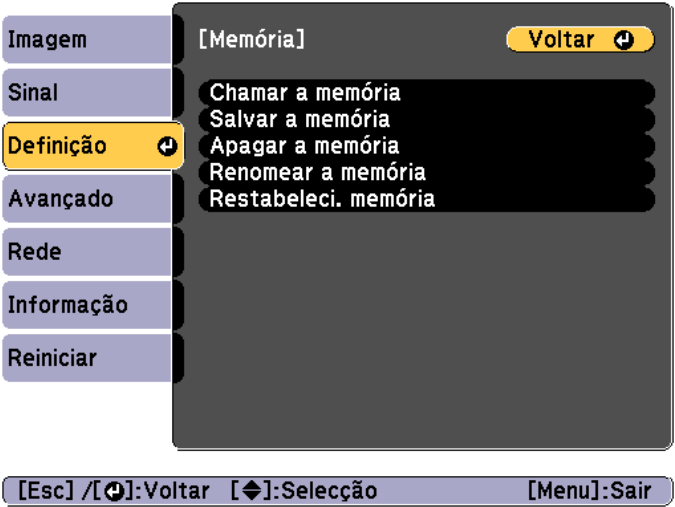 Imagem
Sinal
Definição
Avançado
Rede
Informação
Reiniciar
[Memória]
Voltar
Chamar a memória
Salvar a memória
Apagar a memória
Renomear a memória
Restabeleci. memória
[Esc] /[⏎]:Voltar [◆]:Selecção [Menu]:Sair